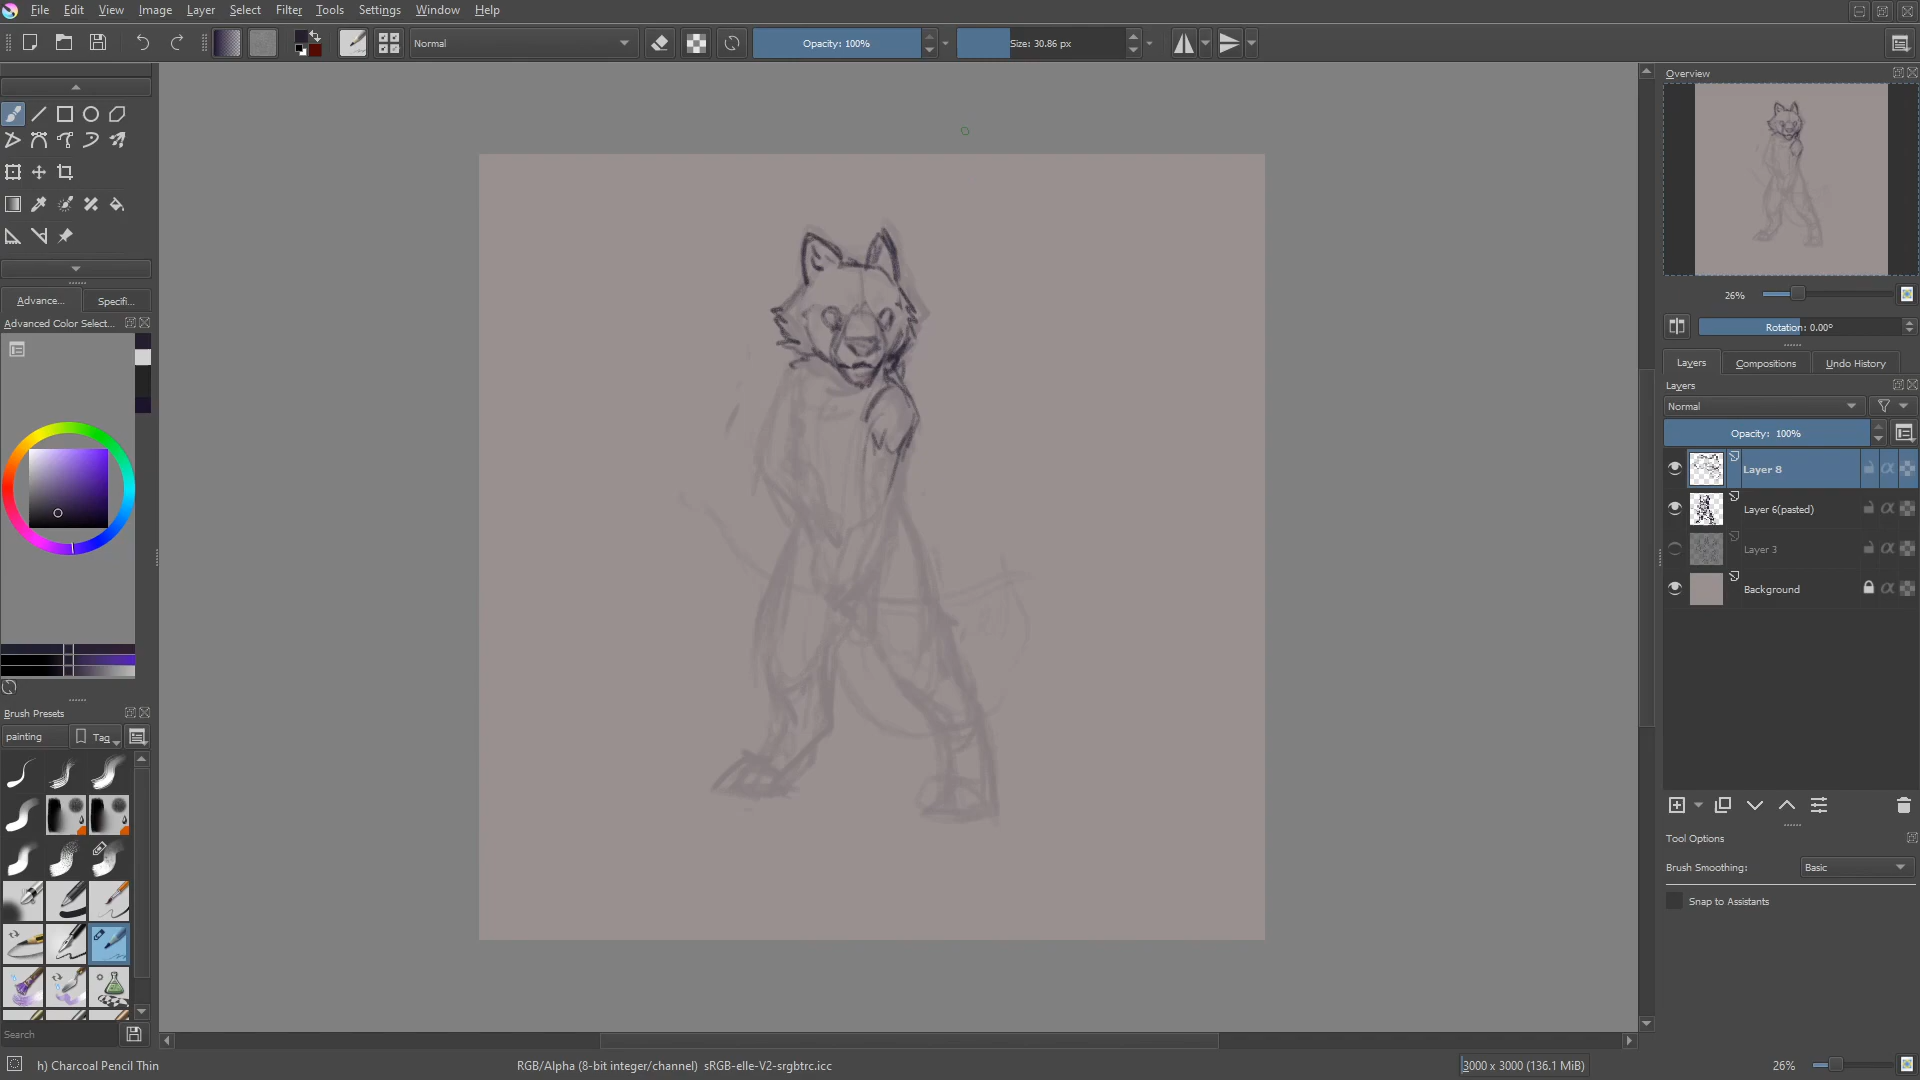 File Edit View Image Layer Select Filter Tools Settings Window Help
Normal Opacity: 100% Size: 30.86 px
Advance... Specifi...
Advanced Color Select...
Brush Presets
painting Tag
Search
h) Charcoal Pencil Thin
RGB/Alpha (8-bit integer/channel) sRGB-elle-V2-srgbtrc.icc
3000 x 3000 (136.1 MiB)
26%
Overview
26%
Rotation: 0.00°
Layers Compositions Undo History
Layers
Normal
Opacity: 100%
Layer 8
Layer 6(pasted)
Layer 3
Background
Tool Options
Brush Smoothing: Basic
Snap to Assistants